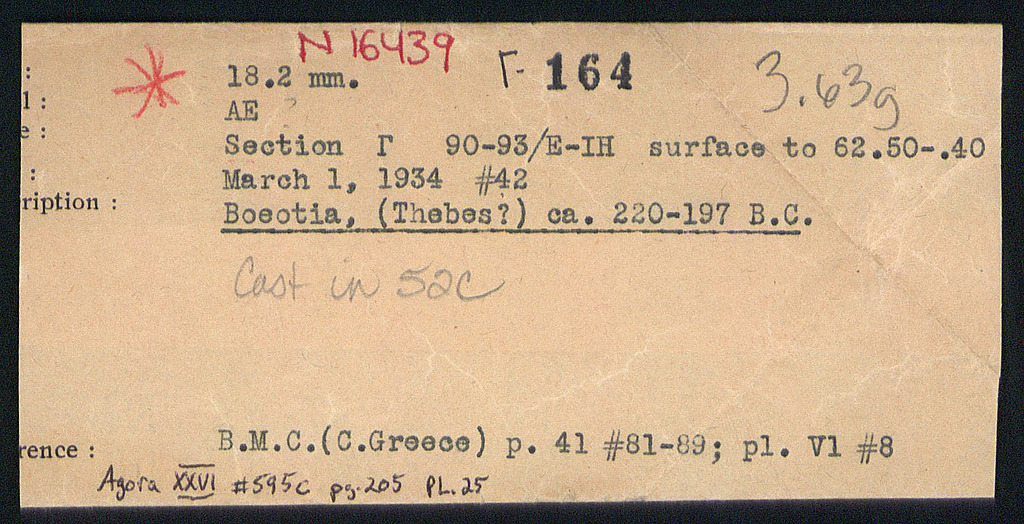 N 16439
: 18.2 mm. Γ- 164 3.63g
l : AE
e : Section Γ 90-93/E-IH surface to 62.50-.40
: March 1, 1934 #42
ription : Boeotia, (Thebes?) ca. 220-197 B.C.
Cast in 52c
rence : B.M.C.(C.Greece) p. 41 #81-89; pl. Vl #8
Agora XXVI #595c pg.205 PL.25